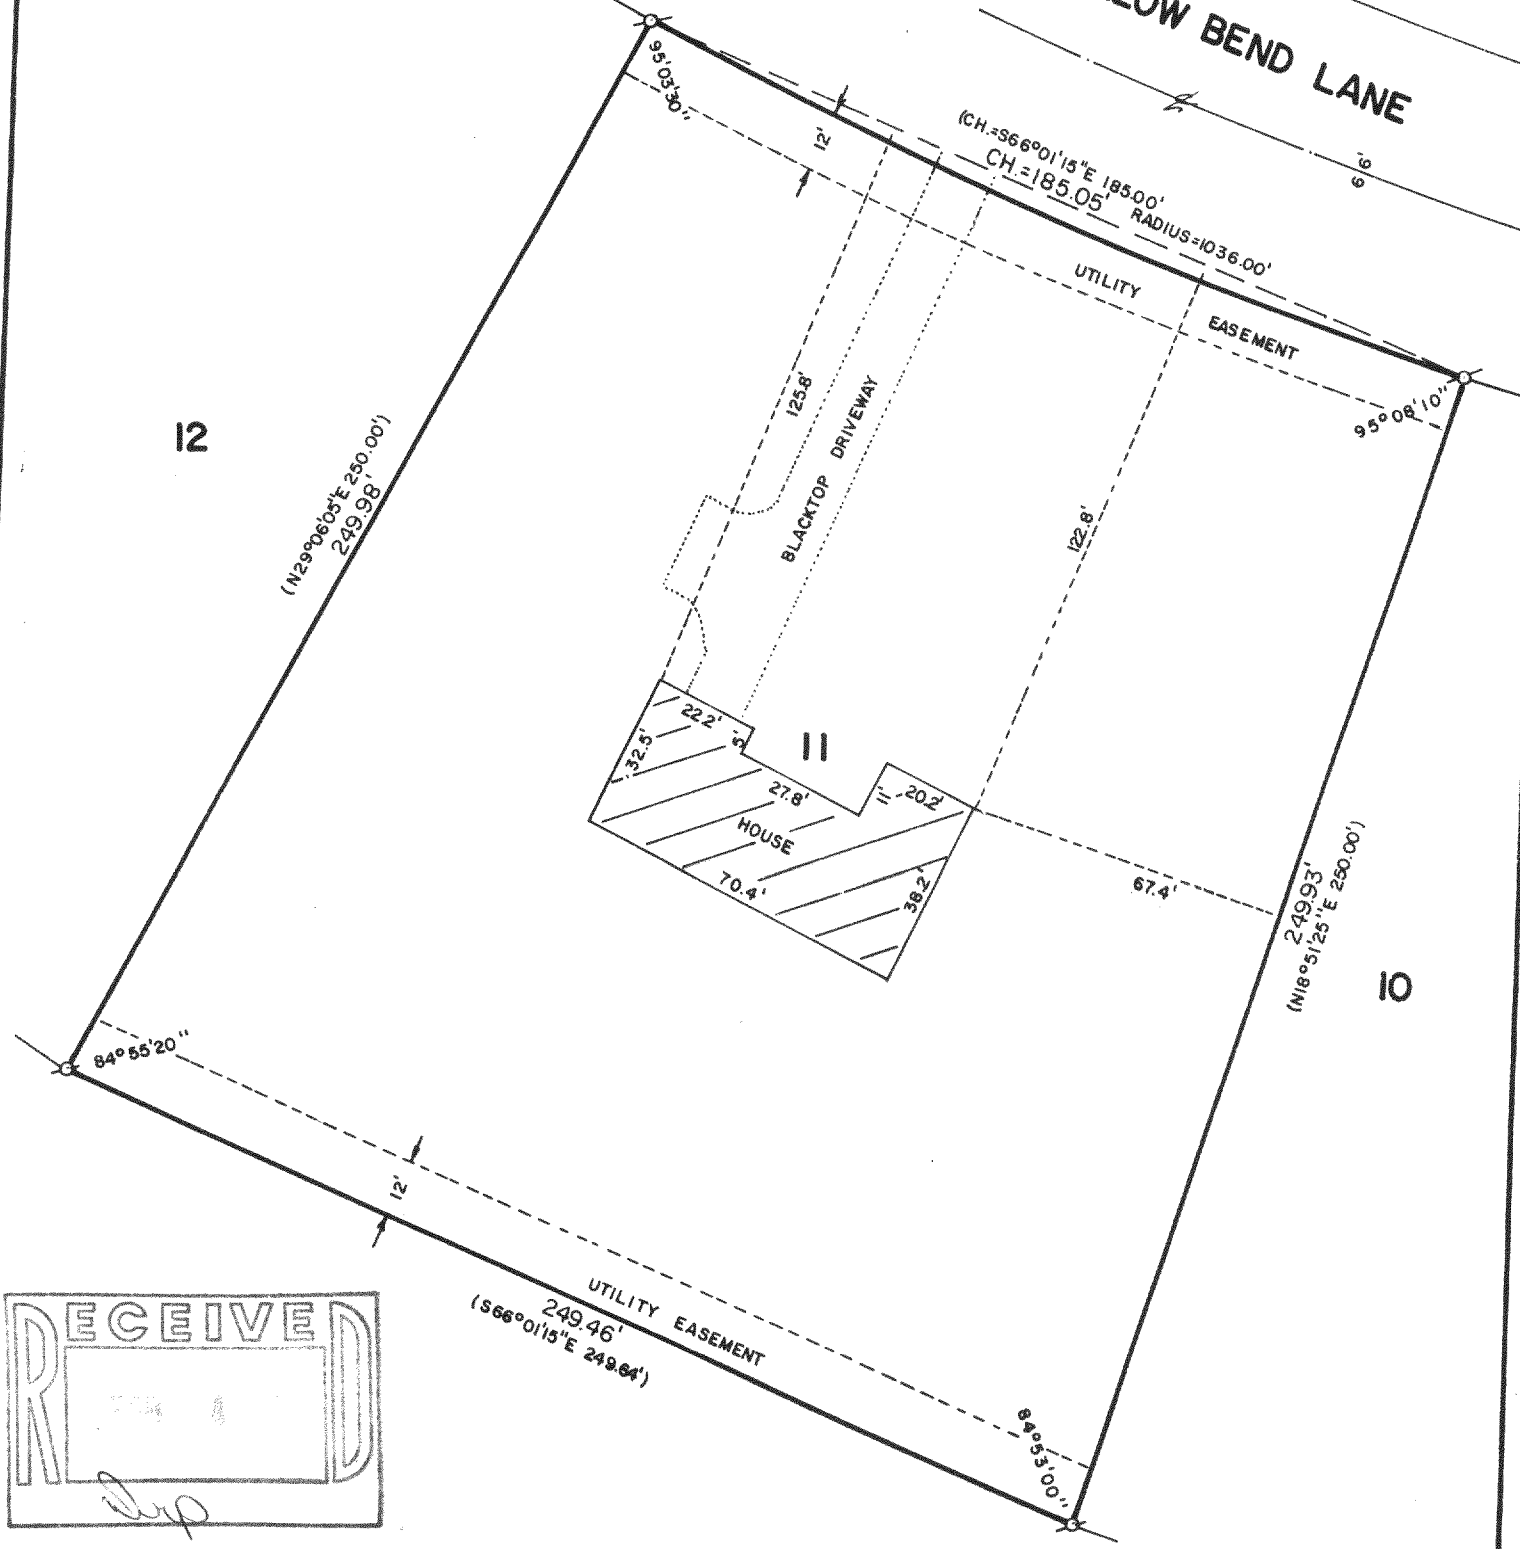 LOW BEND LANE
66'
(CH.=S66°01'15"E 185.00'
CH.=185.05' RADIUS=1036.00'
95°03'30"
12'
UTILITY EASEMENT
95°08'10"
12
(N29°06'05"E 250.00')
249.98'
125.8'
BLACKTOP DRIVEWAY
122.8'
11
22.2'
5'
32.5'
27.8'
11'
20.2'
HOUSE
70.4'
38.2'
67.4'
249.93'
(N18°51'25"E 250.00')
10
84°55'20"
12'
UTILITY EASEMENT
249.46'
(S66°01'15"E 249.64')
84°53'00"
RECEIVED